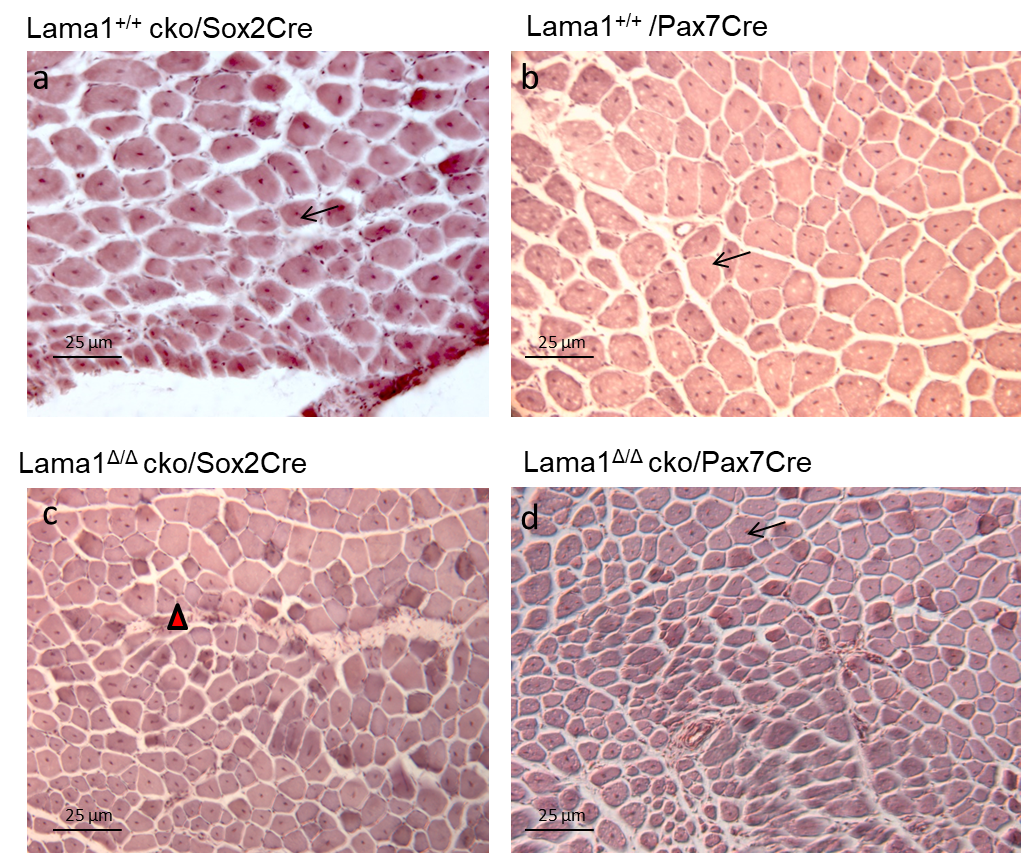 Lama1+/+ cko/Sox2Cre
Lama1+/+ /Pax7Cre
a
b
25 µm
25 µm
Lama1Δ/Δ cko/Sox2Cre
Lama1Δ/Δ cko/Pax7Cre
c
d
25 µm
25 µm